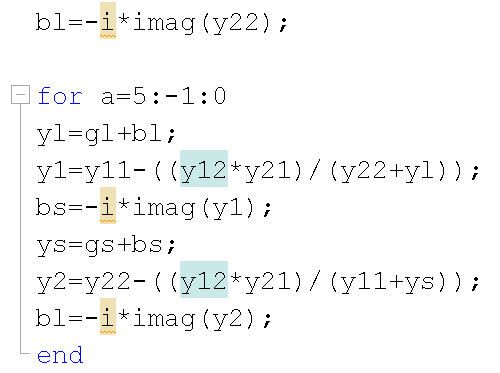 bl=-i*imag(y22);
for a=5:-1:0
yl=gl+bl;
y1=y11-((y12*y21)/(y22+yl));
bs=-i*imag(y1);
ys=gs+bs;
y2=y22-((y12*y21)/(y11+ys));
bl=-i*imag(y2);
end